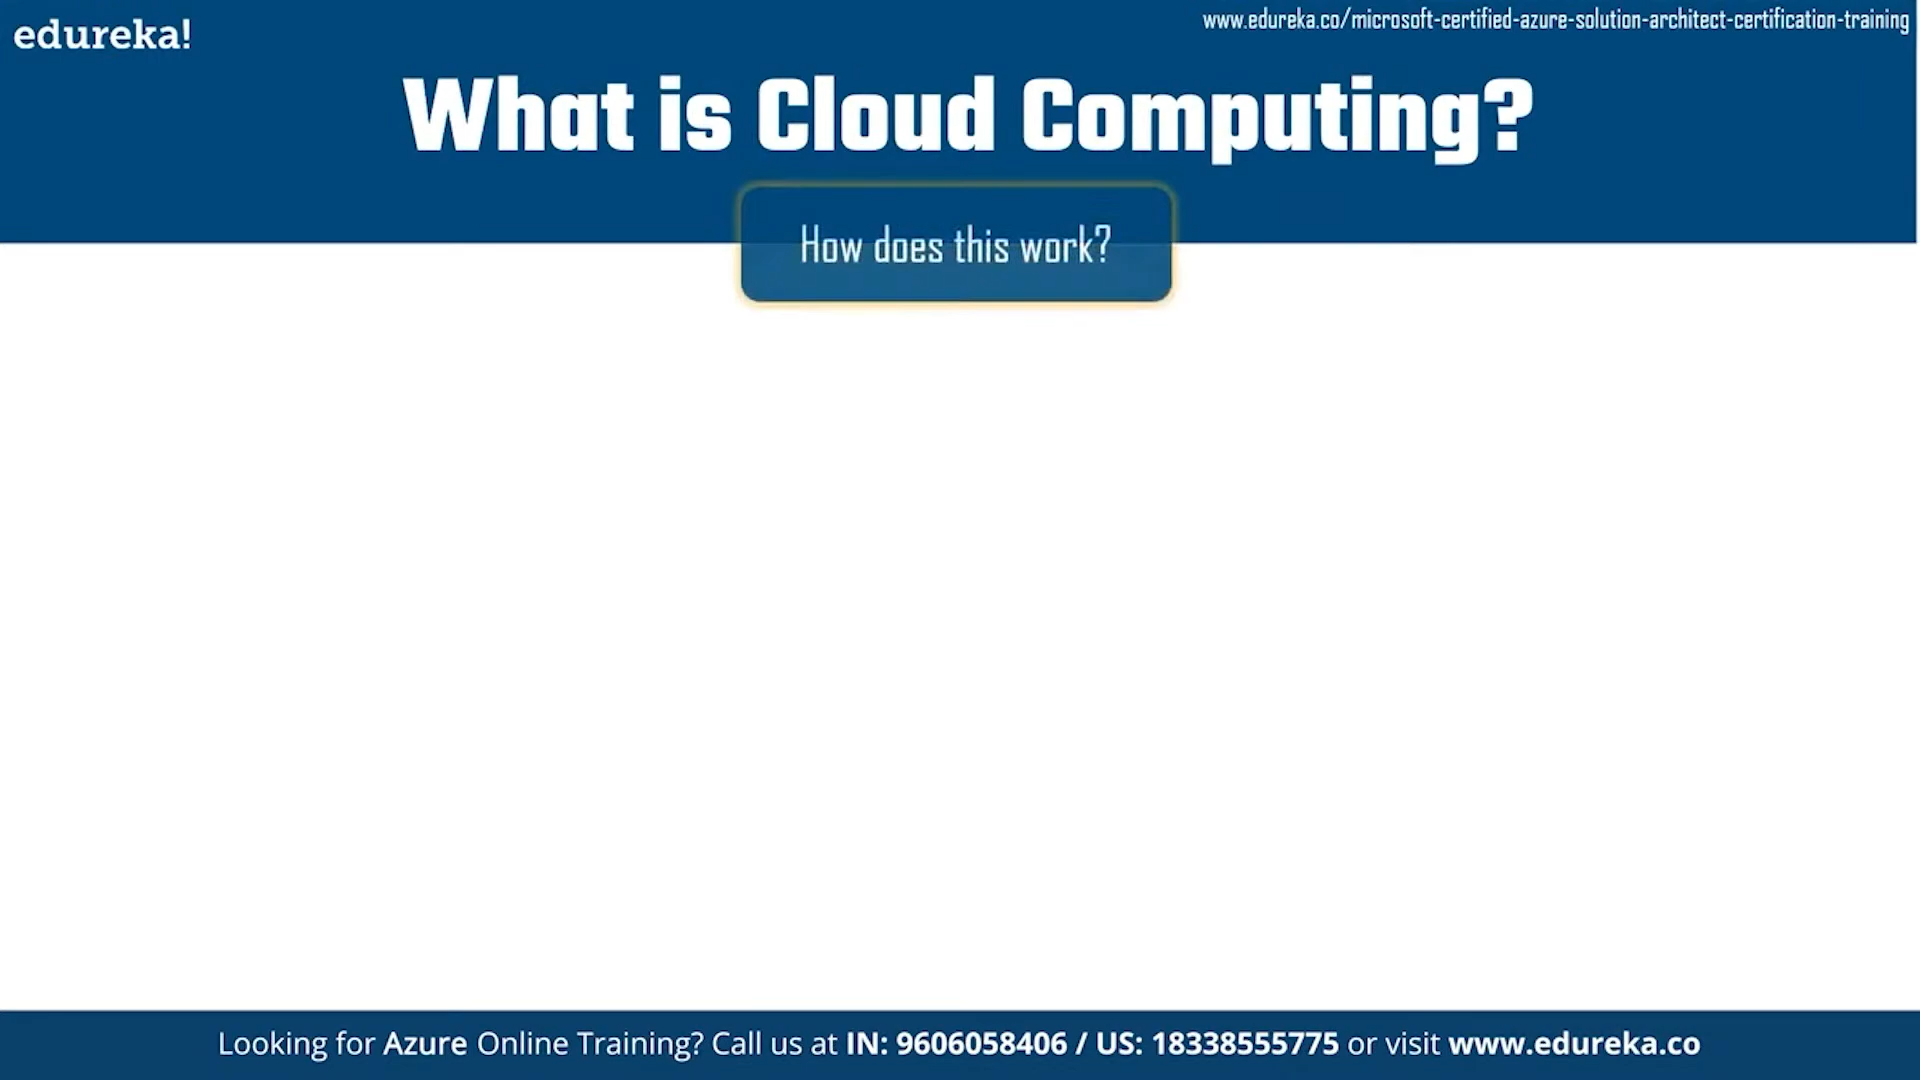 edureka!
www.edureka.co/microsoft-certified-azure-solution-architect-certification-training
What is Cloud Computing?
How does this work?
Looking for Azure Online Training? Call us at IN: 9606058406 / US: 18338555775 or visit www.edureka.co